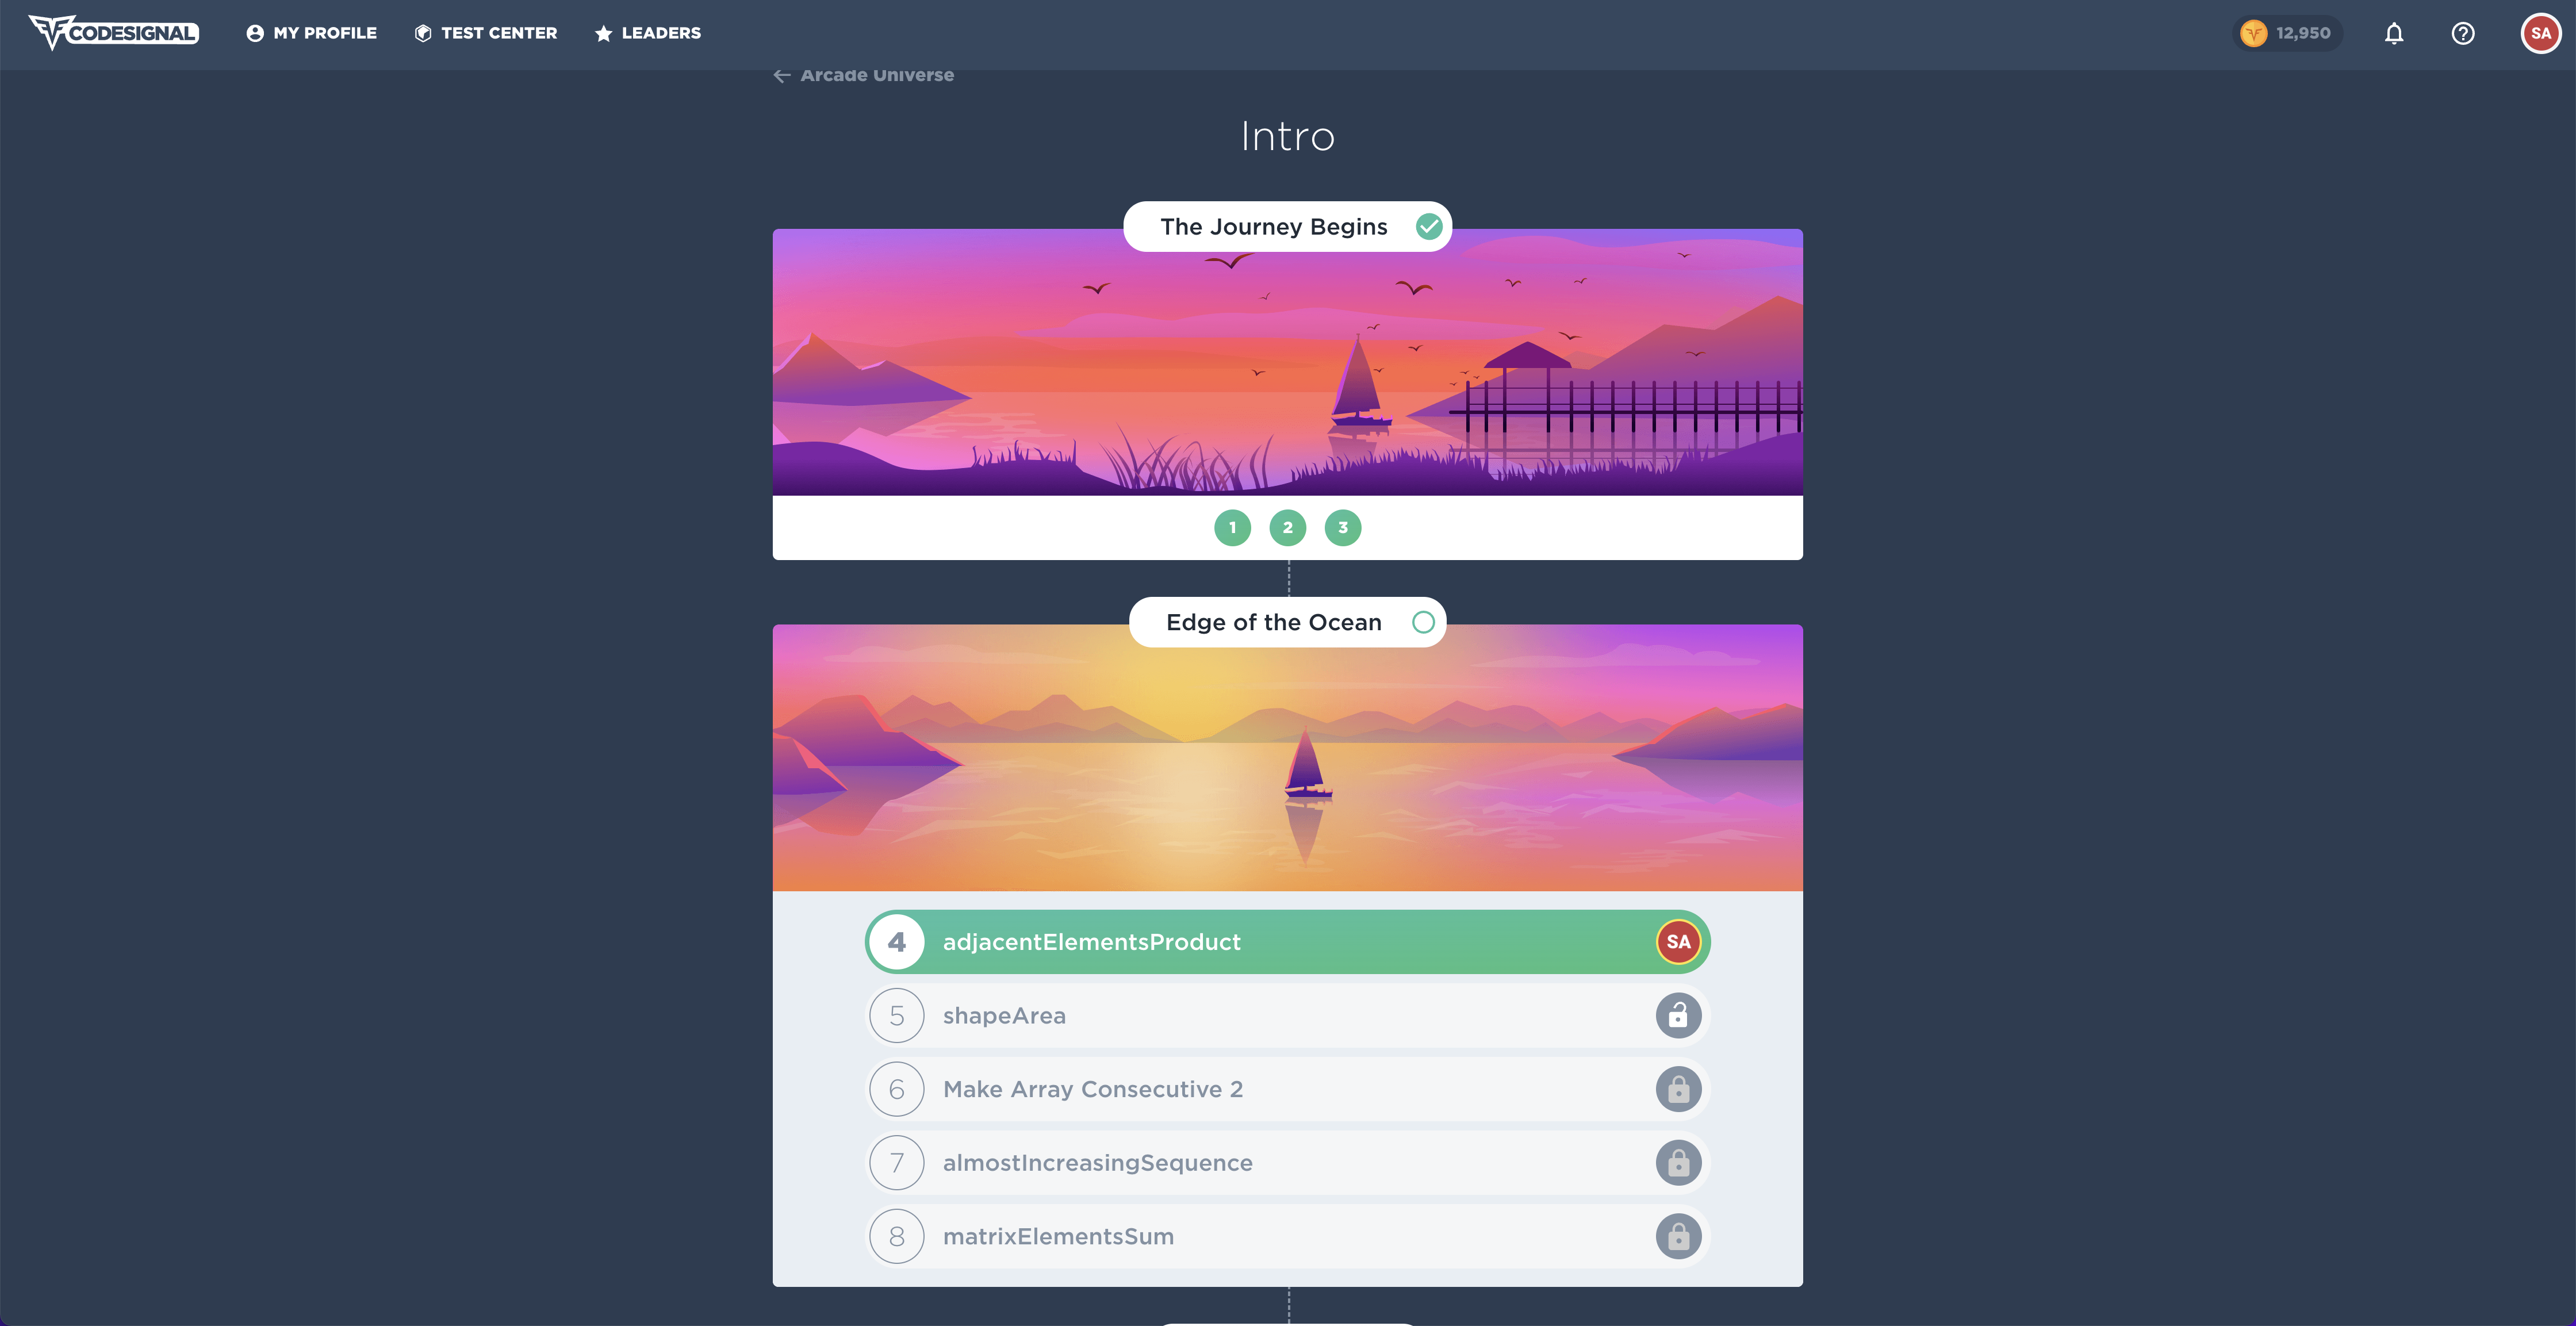 CODESIGNAL
MY PROFILE
TEST CENTER
LEADERS
12,950
SA
Arcade Universe
Intro
The Journey Begins
1 2 3
Edge of the Ocean
4 adjacentElementsProduct SA
5 shapeArea
6 Make Array Consecutive 2
7 almostIncreasingSequence
8 matrixElementsSum